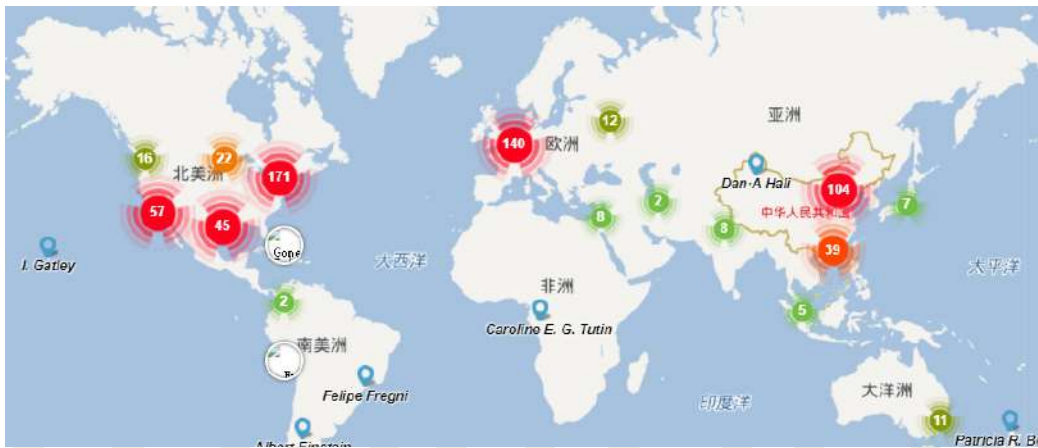 亚洲
12
140
欧洲
16
22
北美洲
171
Dan-A Hali
104
57
45
8
2
8
中华人民共和国
7
Gone
39
I. Gatley
大西洋
太平洋
非洲
2
5
Caroline E. G. Tutin
南美洲
Felipe Fregni
印度洋
大洋洲
11
Albert Einstein
Patricia R. Be